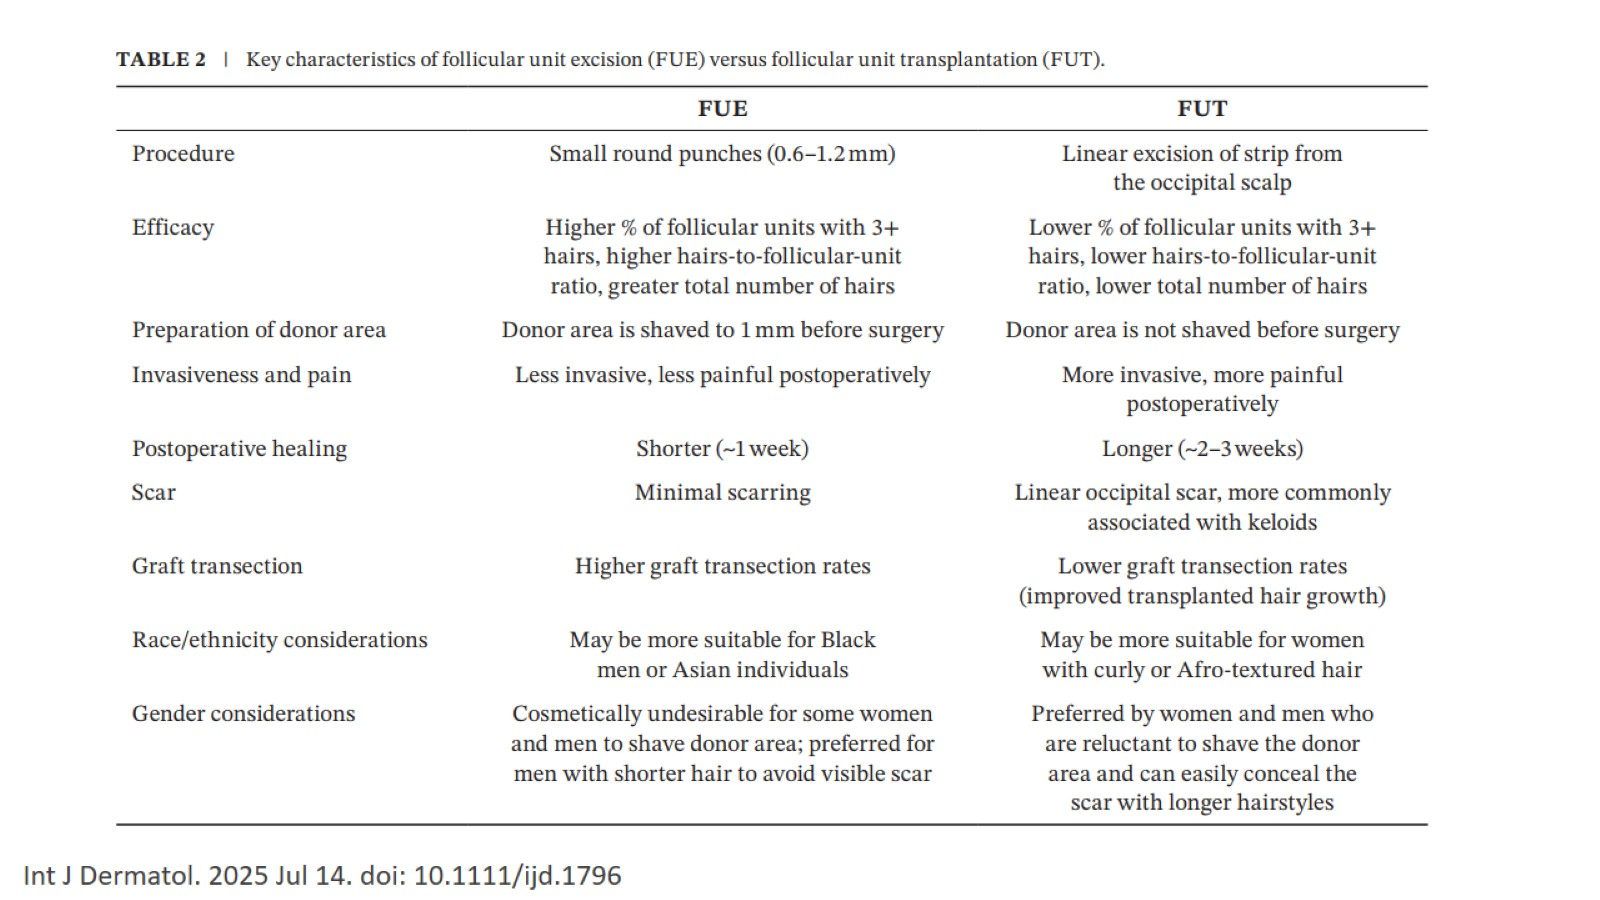 TABLE 2 | Key characteristics of follicular unit excision (FUE) versus follicular unit transplantation (FUT).
FUE FUT
Procedure Small round punches (0.6–1.2 mm) Linear excision of strip from
the occipital scalp
Efficacy Higher % of follicular units with 3+ Lower % of follicular units with 3+
hairs, higher hairs-to-follicular-unit hairs, lower hairs-to-follicular-unit
ratio, greater total number of hairs ratio, lower total number of hairs
Preparation of donor area Donor area is shaved to 1 mm before surgery Donor area is not shaved before surgery
Invasiveness and pain Less invasive, less painful postoperatively More invasive, more painful
postoperatively
Postoperative healing Shorter (~1 week) Longer (~2–3 weeks)
Scar Minimal scarring Linear occipital scar, more commonly
associated with keloids
Graft transection Higher graft transection rates Lower graft transection rates
(improved transplanted hair growth)
Race/ethnicity considerations May be more suitable for Black May be more suitable for women
men or Asian individuals with curly or Afro-textured hair
Gender considerations Cosmetically undesirable for some women Preferred by women and men who
and men to shave donor area; preferred for are reluctant to shave the donor
men with shorter hair to avoid visible scar area and can easily conceal the
scar with longer hairstyles
Int J Dermatol. 2025 Jul 14. doi: 10.1111/ijd.1796